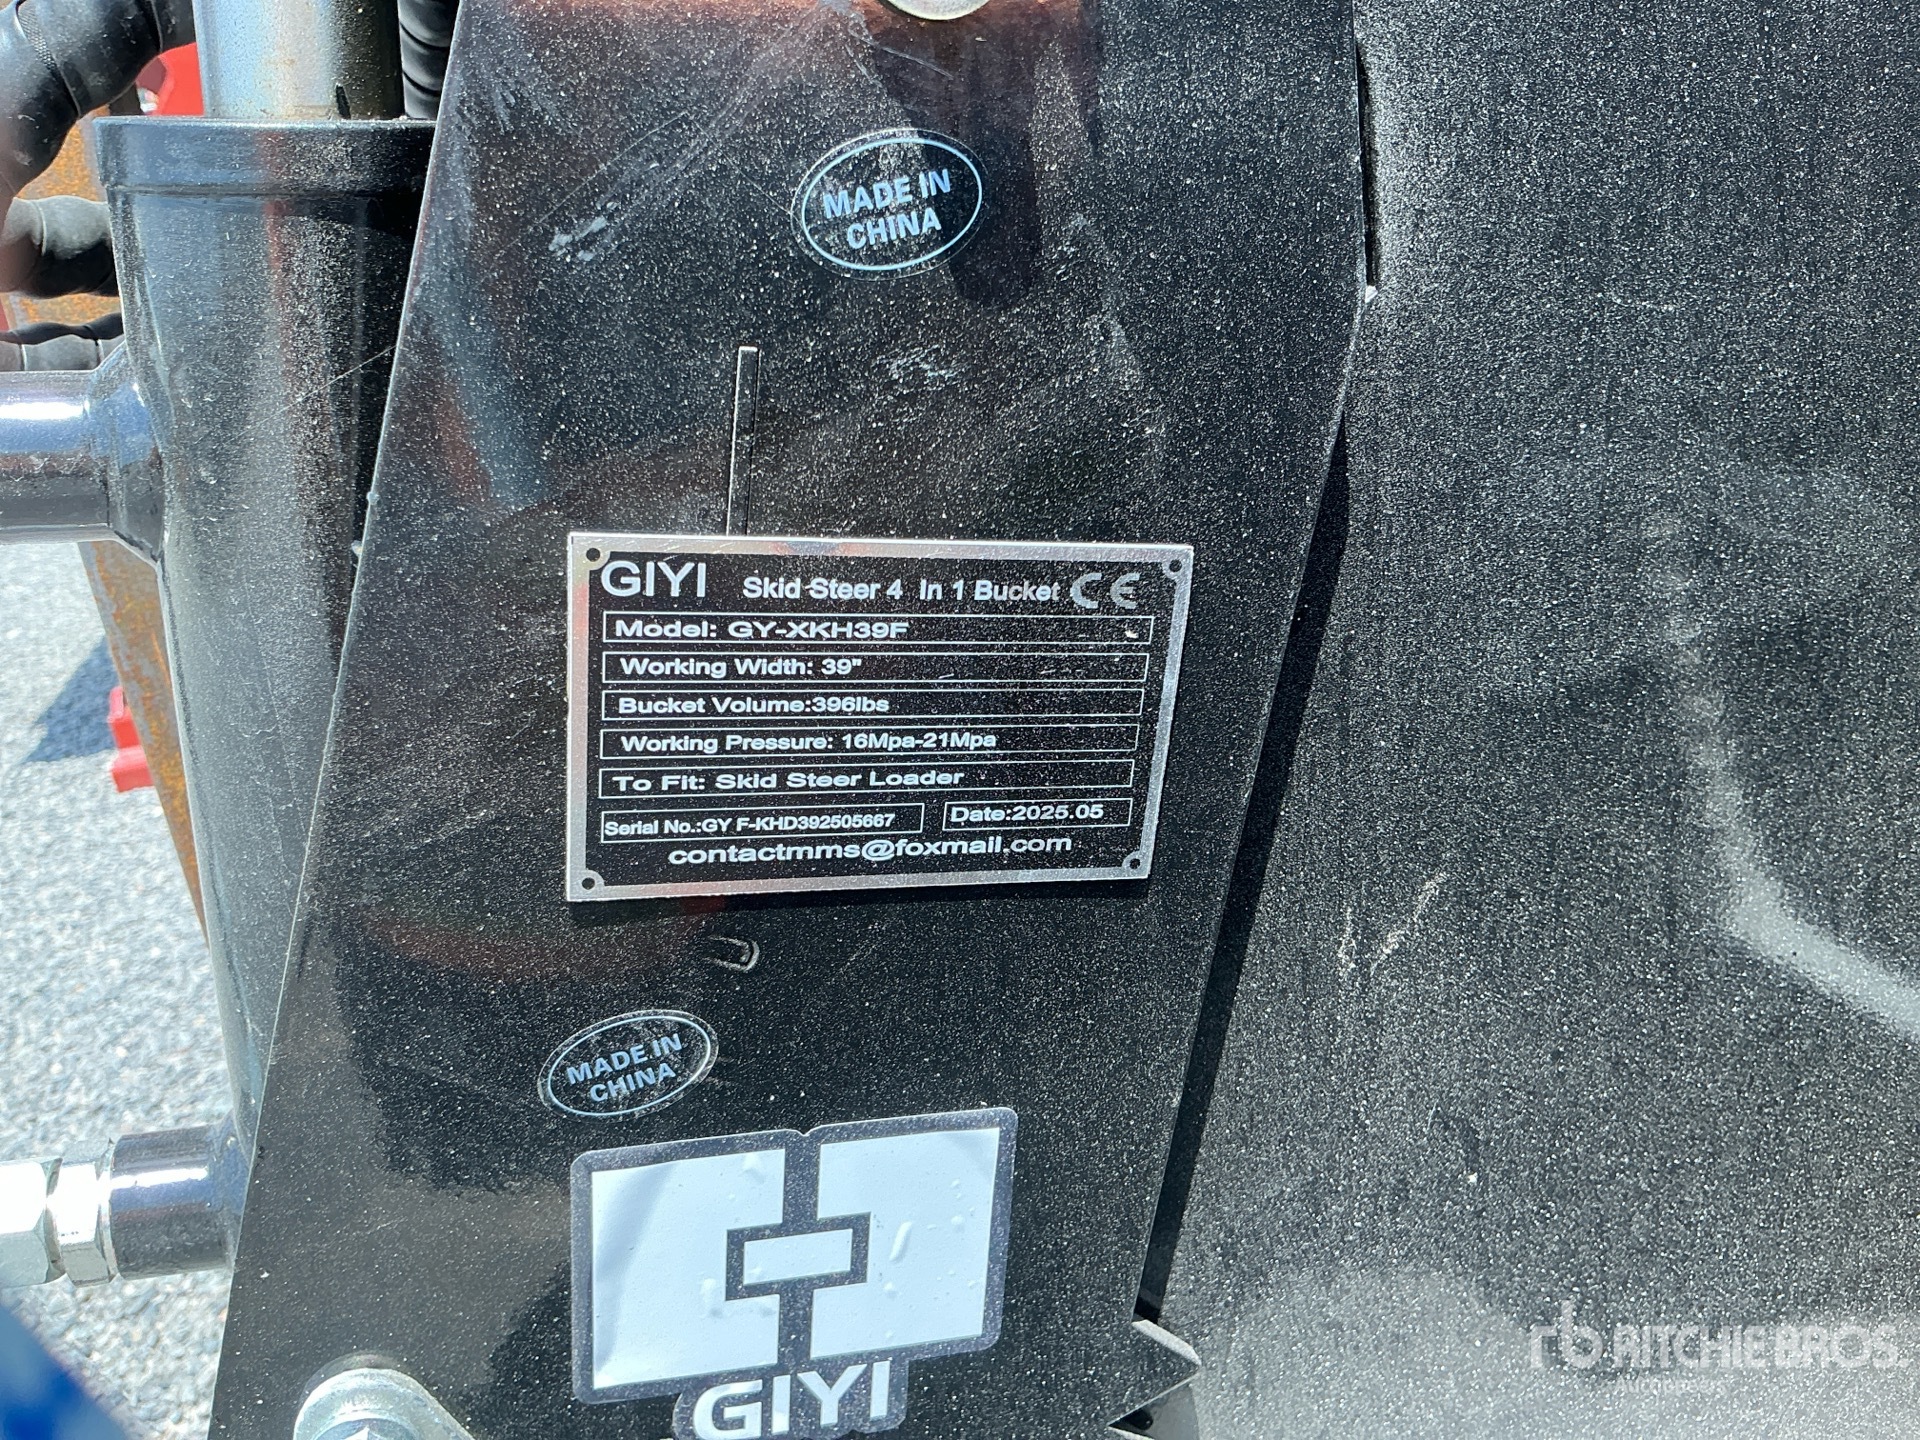 MADE IN
CHINA
GIYI Skid Steer 4 In 1 Bucket CE
Model: GY-XKH39F
Working Width: 39"
Bucket Volume:396lbs
Working Pressure: 16Mpa-21Mpa
To Fit: Skid Steer Loader
Serial No.:GY F-KHD392505667 Date:2025.05
contactmms@foxmail.com
MADE IN
CHINA
GIYI
rb RITCHIE BROS.
Auctioneers